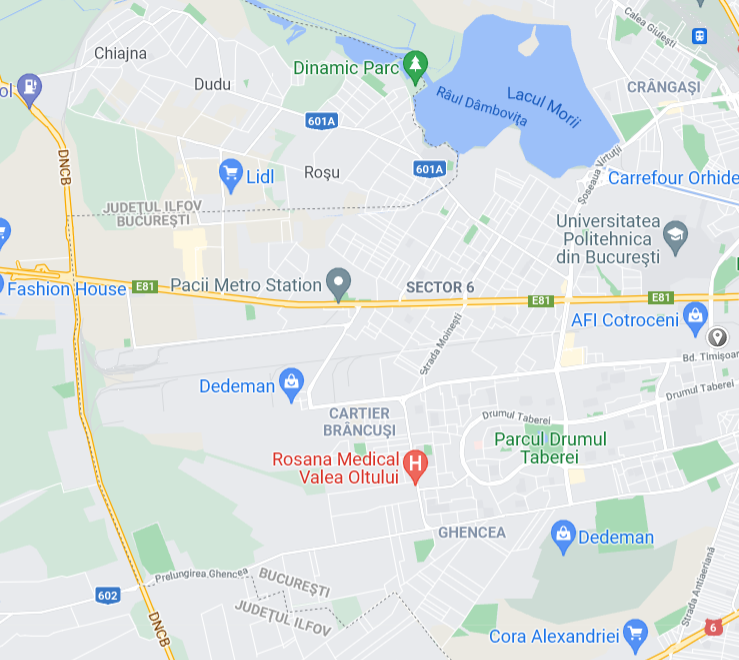 Calea Giulești
Chiajna
Dinamic Parc
Dudu
ol
CRÂNGAȘI
Râul Dâmbovița
Lacul Morii
601A
DNCB
Roșu
601A
Șoseaua Virtuții
Lidl
Carrefour Orhide
JUDEȚUL ILFOV
BUCUREȘTI
Universitatea
Politehnica
din București
Fashion House
E81
Pacii Metro Station
SECTOR 6
E81
E81
AFI Cotroceni
Strada Moinești
Bd. Timișoar
Dedeman
Drumul Taberei
CARTIER
BRÂNCUȘI
Drumul Taberei
Parcul Drumul
Taberei
Rosana Medical
Valea Oltului
H
GHENCEA
Dedeman
Prelungirea Ghencea
BUCUREȘTI
JUDEȚUL ILFOV
602
DNCB
Strada Antiaeriană
6
Cora Alexandriei